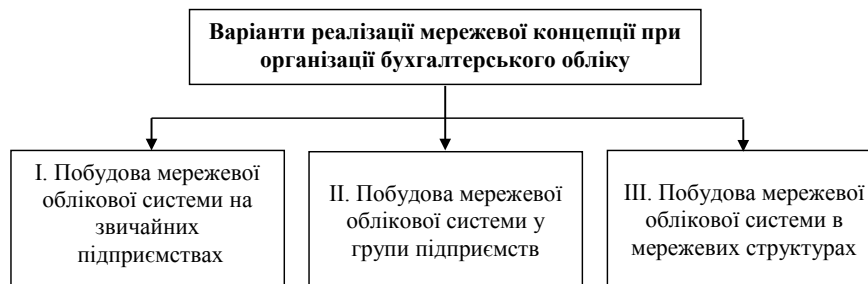 Варіанти реалізації мережевої концепції при
організації бухгалтерського обліку
І. Побудова мережевої
облікової системи на
звичайних
підприємствах
ІІ. Побудова мережевої
облікової системи у
групи підприємств
ІІІ. Побудова мережевої
облікової системи в
мережевих структурах